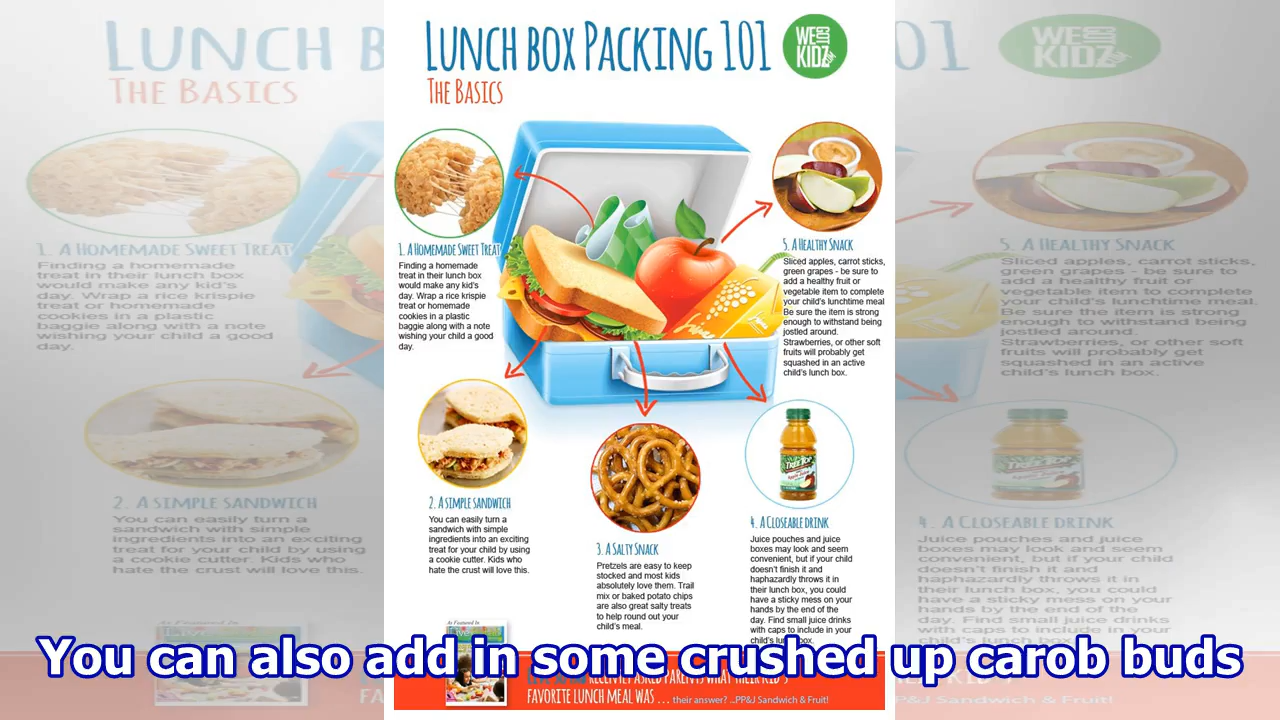 LUNCH BOX PACKING 101
THE BASICS
WE GOT KIDZ
1. A HOMEMADE SWEET TREAT
Finding a homemade
treat in their lunch box
would make any kid's
day. Wrap a rice krispie
treat or homemade
cookies in a plastic
baggie along with a note
wishing your child a good
day.
5. A HEALTHY SNACK
Sliced apples, carrot sticks,
green grapes - be sure to
add a healthy fruit or
vegetable item to complete
your child's lunchtime meal
Be sure the item is strong
enough to withstand being
jostled around.
Strawberries, or other soft
fruits will probably get
squashed in an active
child's lunch box.
2. A SIMPLE SANDWICH
You can easily turn a
sandwich with simple
ingredients into an exciting
treat for your child by using
a cookie cutter. Kids who
hate the crust will love this.
3. A SALTY SNACK
Pretzels are easy to keep
stocked and most kids
absolutely love them. Trail
mix or baked potato chips
are also great salty treats
to help round out your
child's meal.
TREE TOP
Apple Juice
4. A CLOSEABLE DRINK
Juice pouches and juice
boxes may look and seem
convenient, but if your child
doesn't finish it and
haphazardly throws it in
their lunch box, you could
have a sticky mess on your
hands by the end of the
day. Find small juice drinks
with caps to include in your
child's lunch box.
As Featured In
You can also add in some crushed up carob buds
RECENTLY ASKED PARENTS WHAT THEIR KID'S
FAVORITE LUNCH MEAL WAS ... their answer? ...PP&J Sandwich & Fruit!